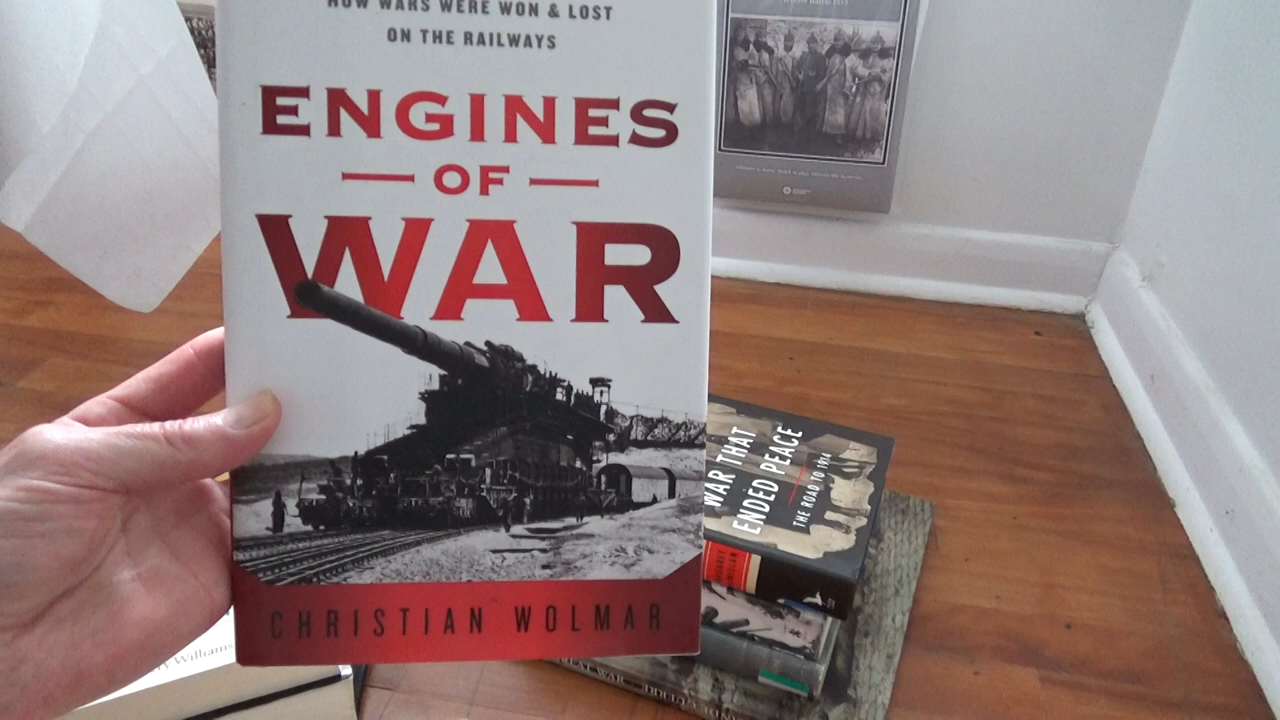 HOW WARS WERE WON & LOST
ON THE RAILWAYS
ENGINES
OF
WAR
CHRISTIAN WOLMAR
WAR THAT
ENDED PEACE
THE ROAD TO 1914
Williams